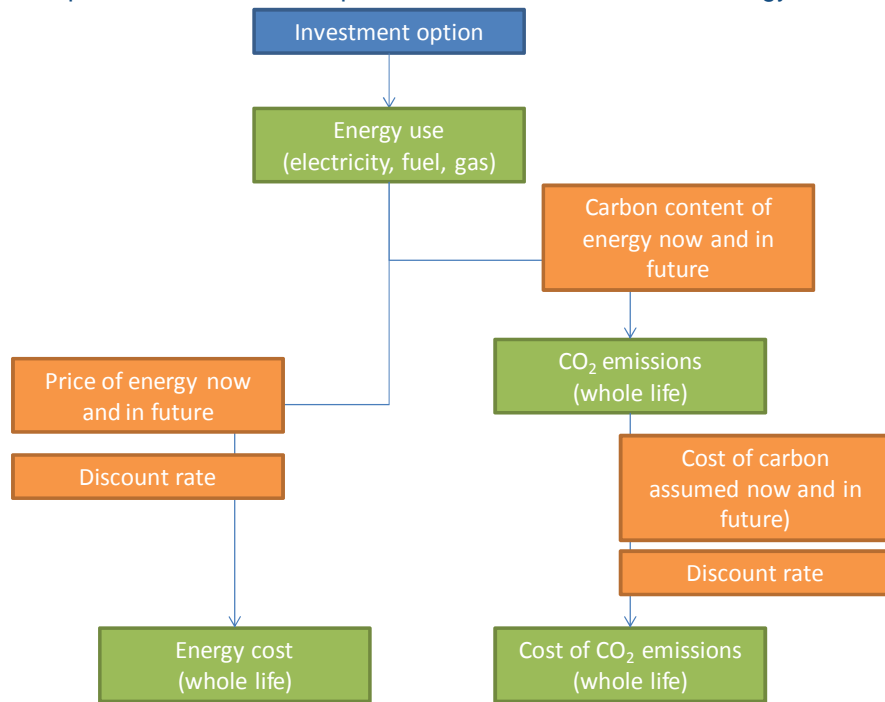 Investment option
Energy use
(electricity, fuel, gas)
Carbon content of
energy now and in
future
CO₂ emissions
(whole life)
Price of energy now
and in future
Discount rate
Cost of carbon
assumed now and in
future)
Discount rate
Energy cost
(whole life)
Cost of CO₂ emissions
(whole life)